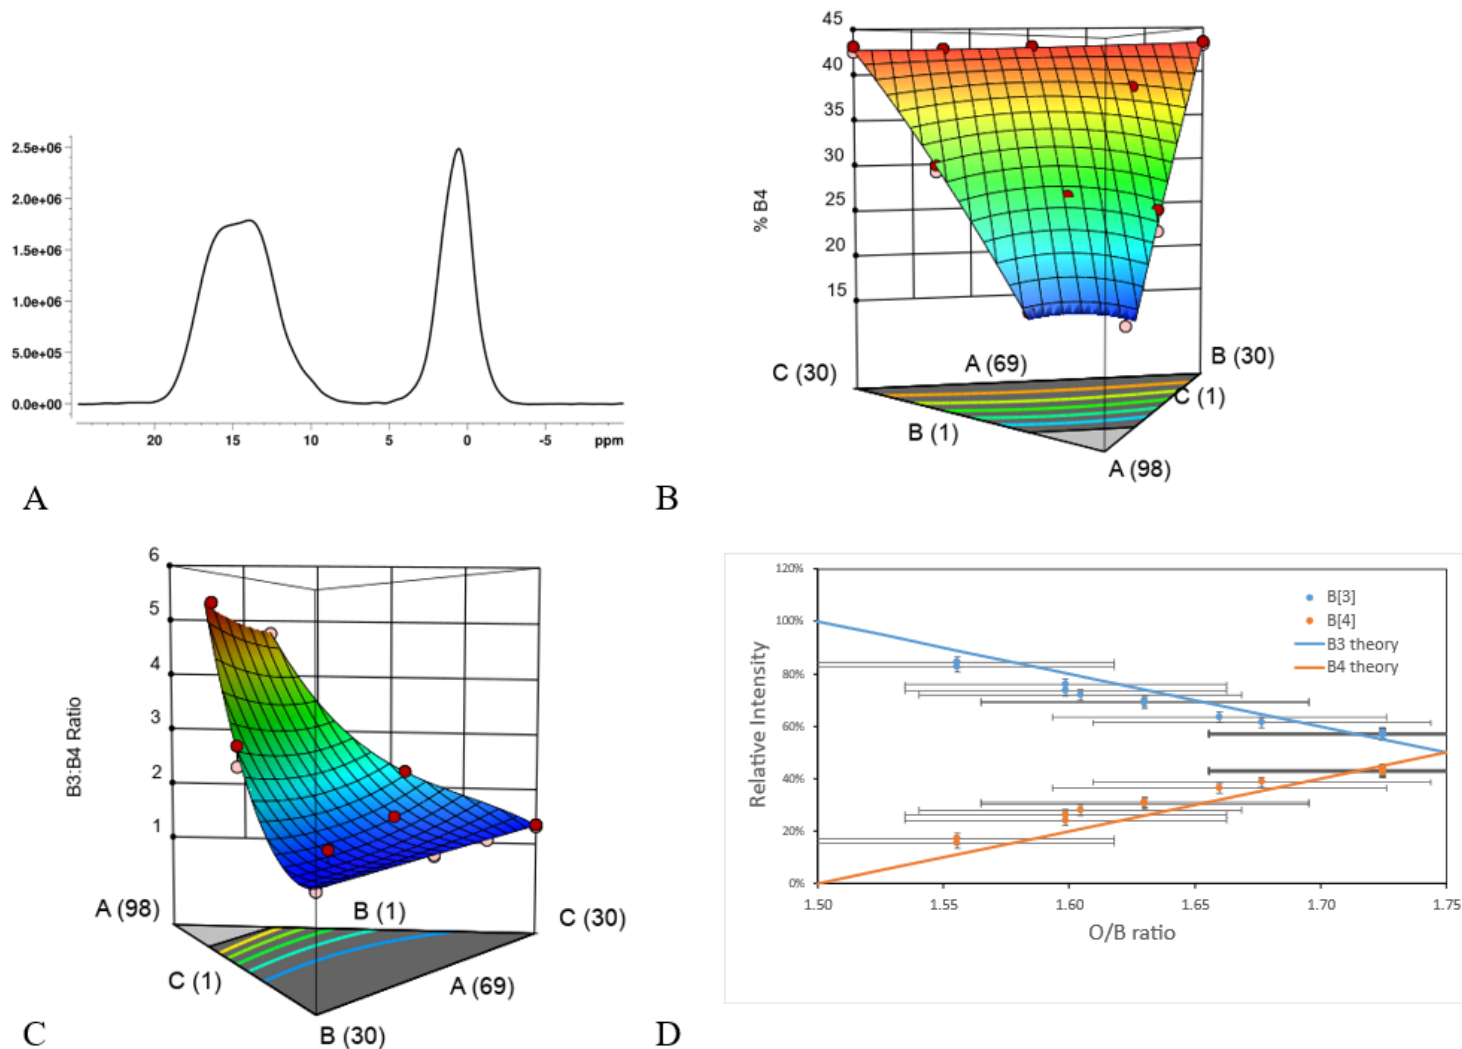 2.5e+06
2.0e+06
1.5e+06
1.0e+06
5.0e+05
0.0e+00
20 15 10 5 0 -5 ppm
A
45
40
35
30
25
20
15
% B4
C (30)
A (69)
B (30)
C (1)
B (1)
A (98)
B
6
5
4
3
2
1
B3:B4 Ratio
A (98)
B (1)
C (30)
C (1)
A (69)
B (30)
C
120%
100%
80%
60%
40%
20%
0%
Relative Intensity
B[3]
B[4]
B3 theory
B4 theory
1.50 1.55 1.60 1.65 1.70 1.75
O/B ratio
D